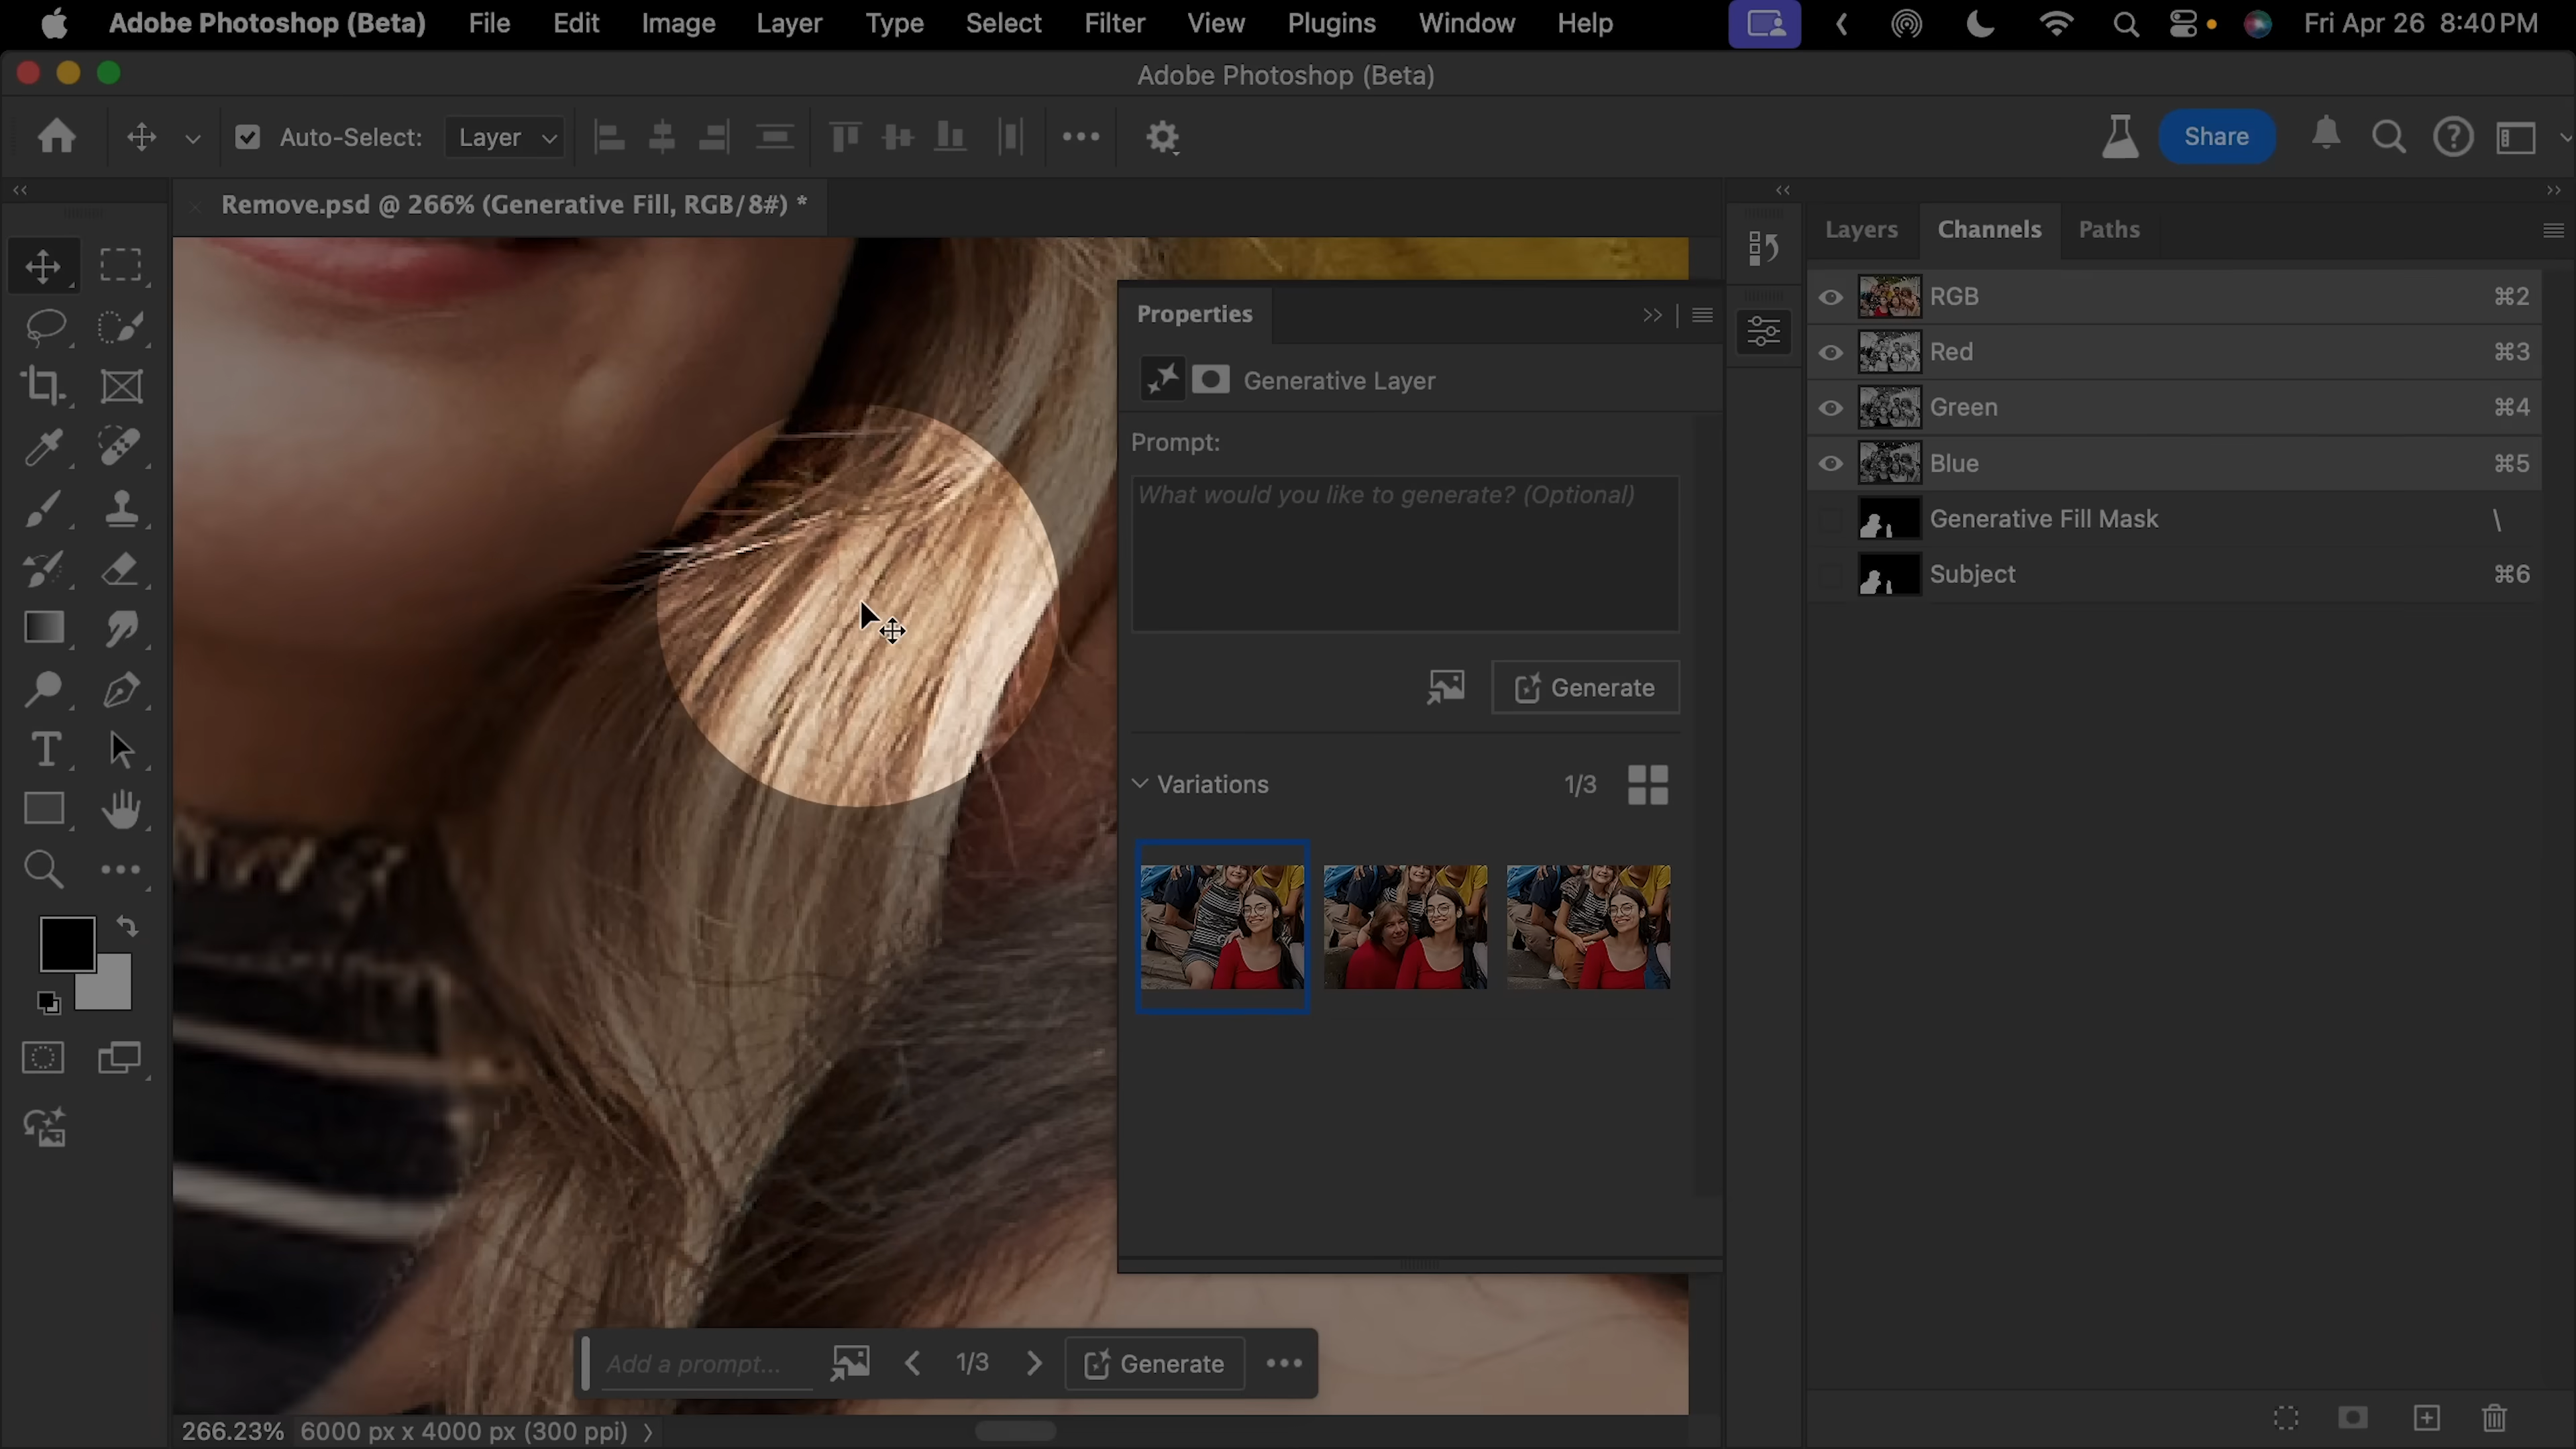 Adobe Photoshop (Beta) File Edit Image Layer Type Select Filter View Plugins Window Help Fri Apr 26 8:40 PM
Adobe Photoshop (Beta)
Auto-Select: Layer Share
Remove.psd @ 266% (Generative Fill, RGB/8#) *
Layers Channels Paths
RGB ⌘2
Red ⌘3
Green ⌘4
Blue ⌘5
Generative Fill Mask \
Subject ⌘6
Properties
Generative Layer
Prompt:
What would you like to generate? (Optional)
Generate
Variations 1/3
Add a prompt... 1/3 Generate
266.23% 6000 px x 4000 px (300 ppi)